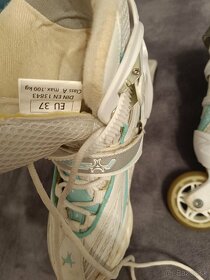 EU 37
Class A max.100 kg
DIN EN 13843